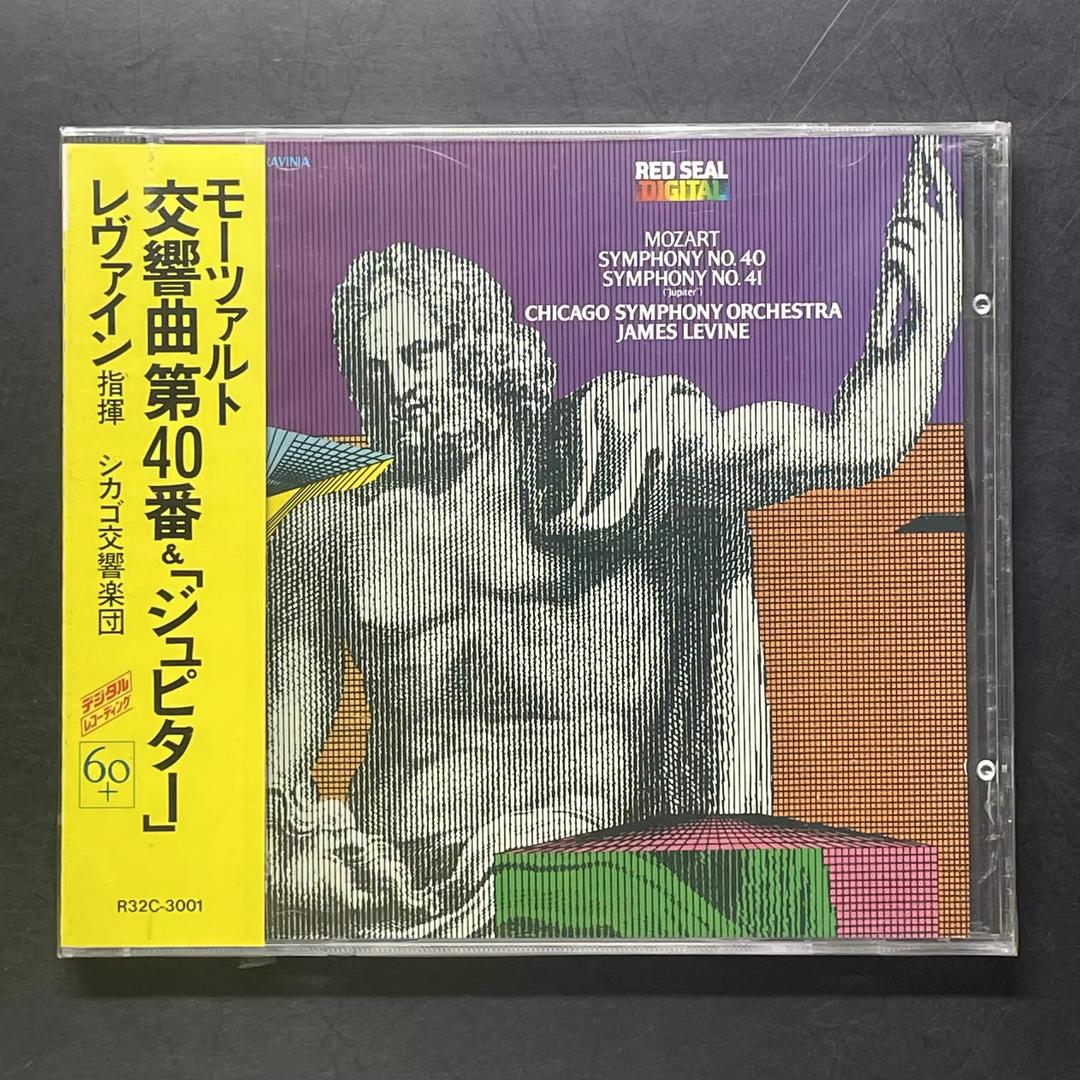 モーツァルト
交響曲 第40番&「ジュピター」
レヴァイン 指揮 シカゴ交響楽団
デジタル
レコーディング
60+
R32C-3001
RAVINIA
RED SEAL
DIGITAL
MOZART
SYMPHONY NO. 40
SYMPHONY NO. 41
("Jupiter")
CHICAGO SYMPHONY ORCHESTRA
JAMES LEVINE